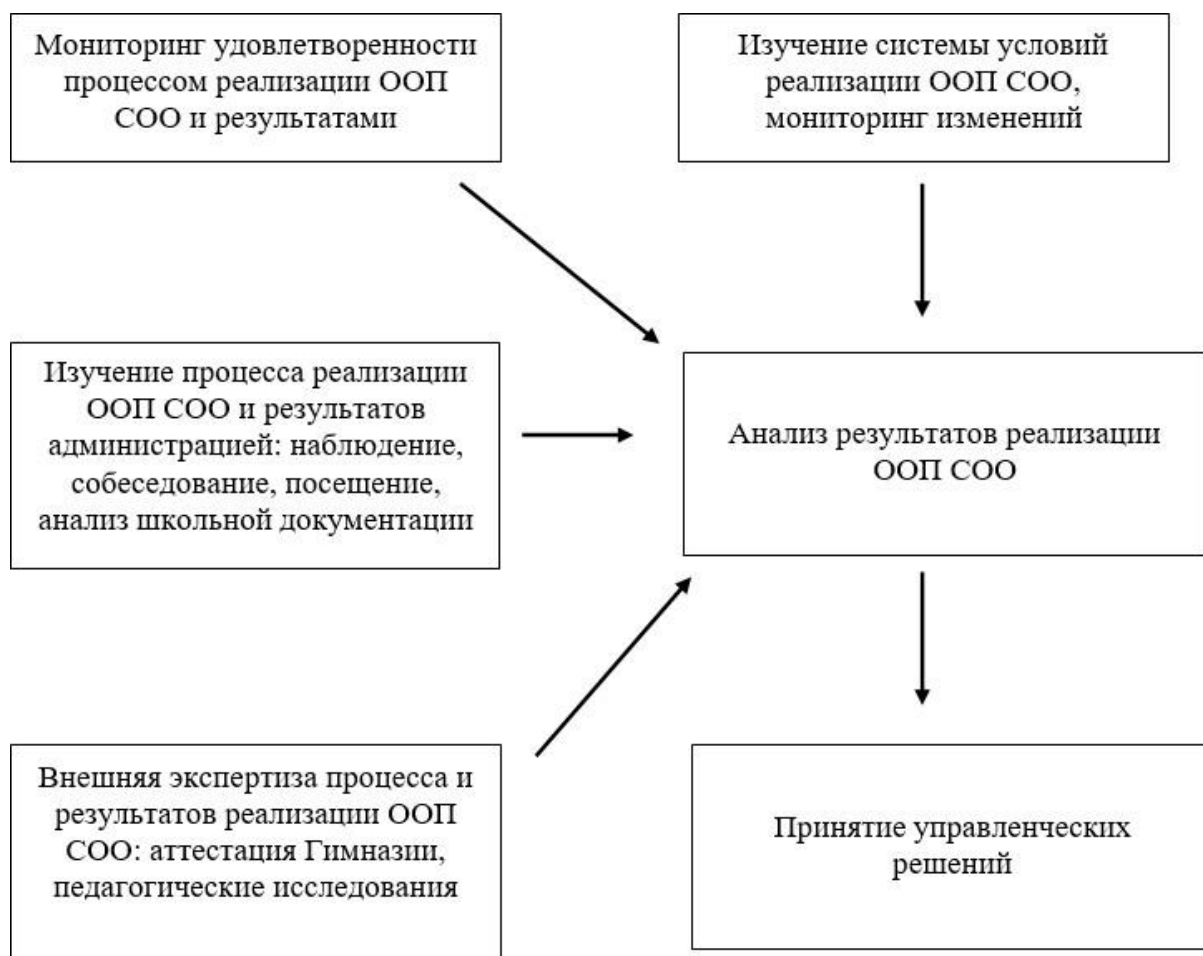 Мониторинг удовлетворенности
процессом реализации ООП
СОО и результатами
Изучение системы условий
реализации ООП СОО,
мониторинг изменений
Изучение процесса реализации
ООП СОО и результатов
администрацией: наблюдение,
собеседование, посещение,
анализ школьной документации
Анализ результатов реализации
ООП СОО
Внешняя экспертиза процесса и
результатов реализации ООП
СОО: аттестация Гимназии,
педагогические исследования
Принятие управленческих
решений